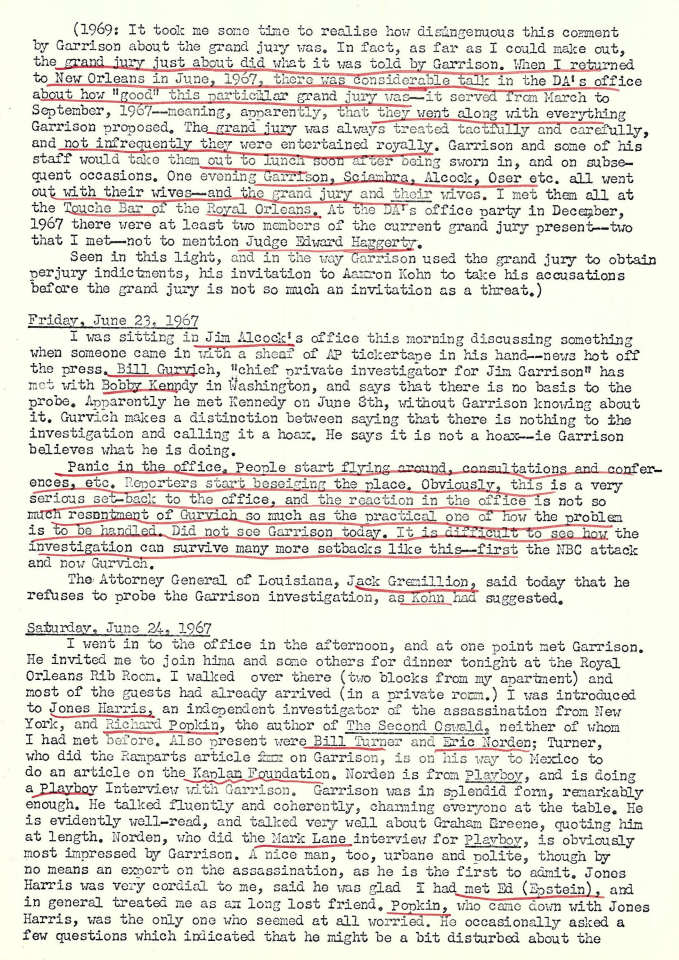 (1969: It took me some time to realise how disingenuous this comment
by Garrison about the grand jury was. In fact, as far as I could make out,
the grand jury just about did what it was told by Garrison. When I returned
to New Orleans in June, 1967, there was considerable talk in the DA's office
about how "good" this particular grand jury was—it served from March to
September, 1967—meaning, apparently, that they went along with everything
Garrison proposed. The grand jury was always treated tactfully and carefully,
and not infrequently they were entertained royally. Garrison and some of his
staff would take them out to lunch soon after being sworn in, and on subse-
quent occasions. One evening Garrison, Sciambra, Alcock, Oser etc. all went
out with their wives—and the grand jury and their wives. I met them all at
the Touche Bar of the Royal Orleans. At the DA's office party in December,
1967 there were at least two members of the current grand jury present—two
that I met—not to mention Judge Edward Haggerty.
Seen in this light, and in the way Garrison used the grand jury to obtain
perjury indictments, his invitation to Aaron Kohn to take his accusations
before the grand jury is not so much an invitation as a threat.)
Friday, June 23, 1967
I was sitting in Jim Alcock's office this morning discussing something
when someone came in with a sheaf of AP tickertape in his hand—news hot off
the press. Bill Gurvich, "chief private investigator for Jim Garrison" has
met with Bobby Kenndy in Washington, and says that there is no basis to the
probe. Apparently he met Kennedy on June 8th, without Garrison knowing about
it. Gurvich makes a distinction between saying that there is nothing to the
investigation and calling it a hoax. He says it is not a hoax—ie Garrison
believes what he is doing.
Panic in the office. People start flying around, consultations and confer-
ences, etc. Reporters start beseiging the place. Obviously, this is a very
serious set-back to the office, and the reaction in the office is not so
much resentment of Gurvich so much as the practical one of how the problem
is to be handled. Did not see Garrison today. It is difficult to see how the
investigation can survive many more setbacks like this—first the NBC attack
and now Gurvich.
The Attorney General of Louisiana, Jack Gremillion, said today that he
refuses to probe the Garrison investigation, as Kohn had suggested.
Saturday, June 24, 1967
I went in to the office in the afternoon, and at one point met Garrison.
He invited me to join hima and some others for dinner tonight at the Royal
Orleans Rib Room. I walked over there (two blocks from my apartment) and
most of the guests had already arrived (in a private room.) I was introduced
to Jones Harris, an independent investigator of the assassination from New
York, and Richard Popkin, the author of The Second Oswald, neither of whom
I had met before. Also present were Bill Turner and Eric Norden; Turner,
who did the Ramparts article on Garrison, is on his way to Mexico to
do an article on the Kaplan Foundation. Norden is from Playboy, and is doing
a Playboy Interview with Garrison. Garrison was in splendid form, remarkably
enough. He talked fluently and coherently, charming everyone at the table. He
is evidently well-read, and talked very well about Graham Greene, quoting him
at length. Norden, who did the Mark Lane interview for Playboy, is obviously
most impressed by Garrison. A nice man, too, urbane and polite, though by
no means an expert on the assassination, as he is the first to admit. Jones
Harris was very cordial to me, said he was glad I had met Ed (Epstein), and
in general treated me as ax long lost friend. Popkin, who came down with Jones
Harris, was the only one who seemed at all worried. He occasionally asked a
few questions which indicated that he might be a bit disturbed about the